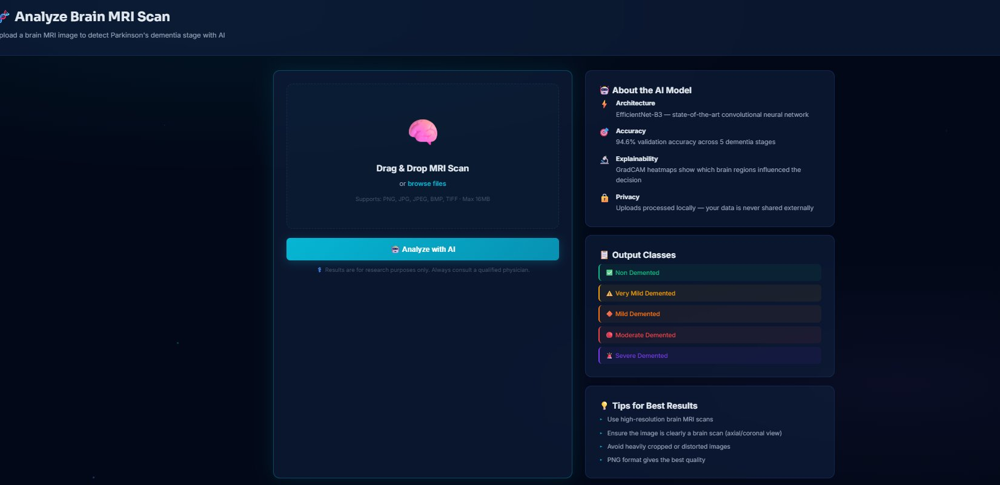 Analyze Brain MRI Scan
pload a brain MRI image to detect Parkinson's dementia stage with AI
Drag & Drop MRI Scan
or browse files
Supports: PNG, JPG, JPEG, BMP, TIFF · Max 16MB
Analyze with AI
Results are for research purposes only. Always consult a qualified physician.
About the AI Model
Architecture
EfficientNet-B3 — state-of-the-art convolutional neural network
Accuracy
94.6% validation accuracy across 5 dementia stages
Explainability
GradCAM heatmaps show which brain regions influenced the
decision
Privacy
Uploads processed locally — your data is never shared externally
Output Classes
Non Demented
Very Mild Demented
Mild Demented
Moderate Demented
Severe Demented
Tips for Best Results
Use high-resolution brain MRI scans
Ensure the image is clearly a brain scan (axial/coronal view)
Avoid heavily cropped or distorted images
PNG format gives the best quality